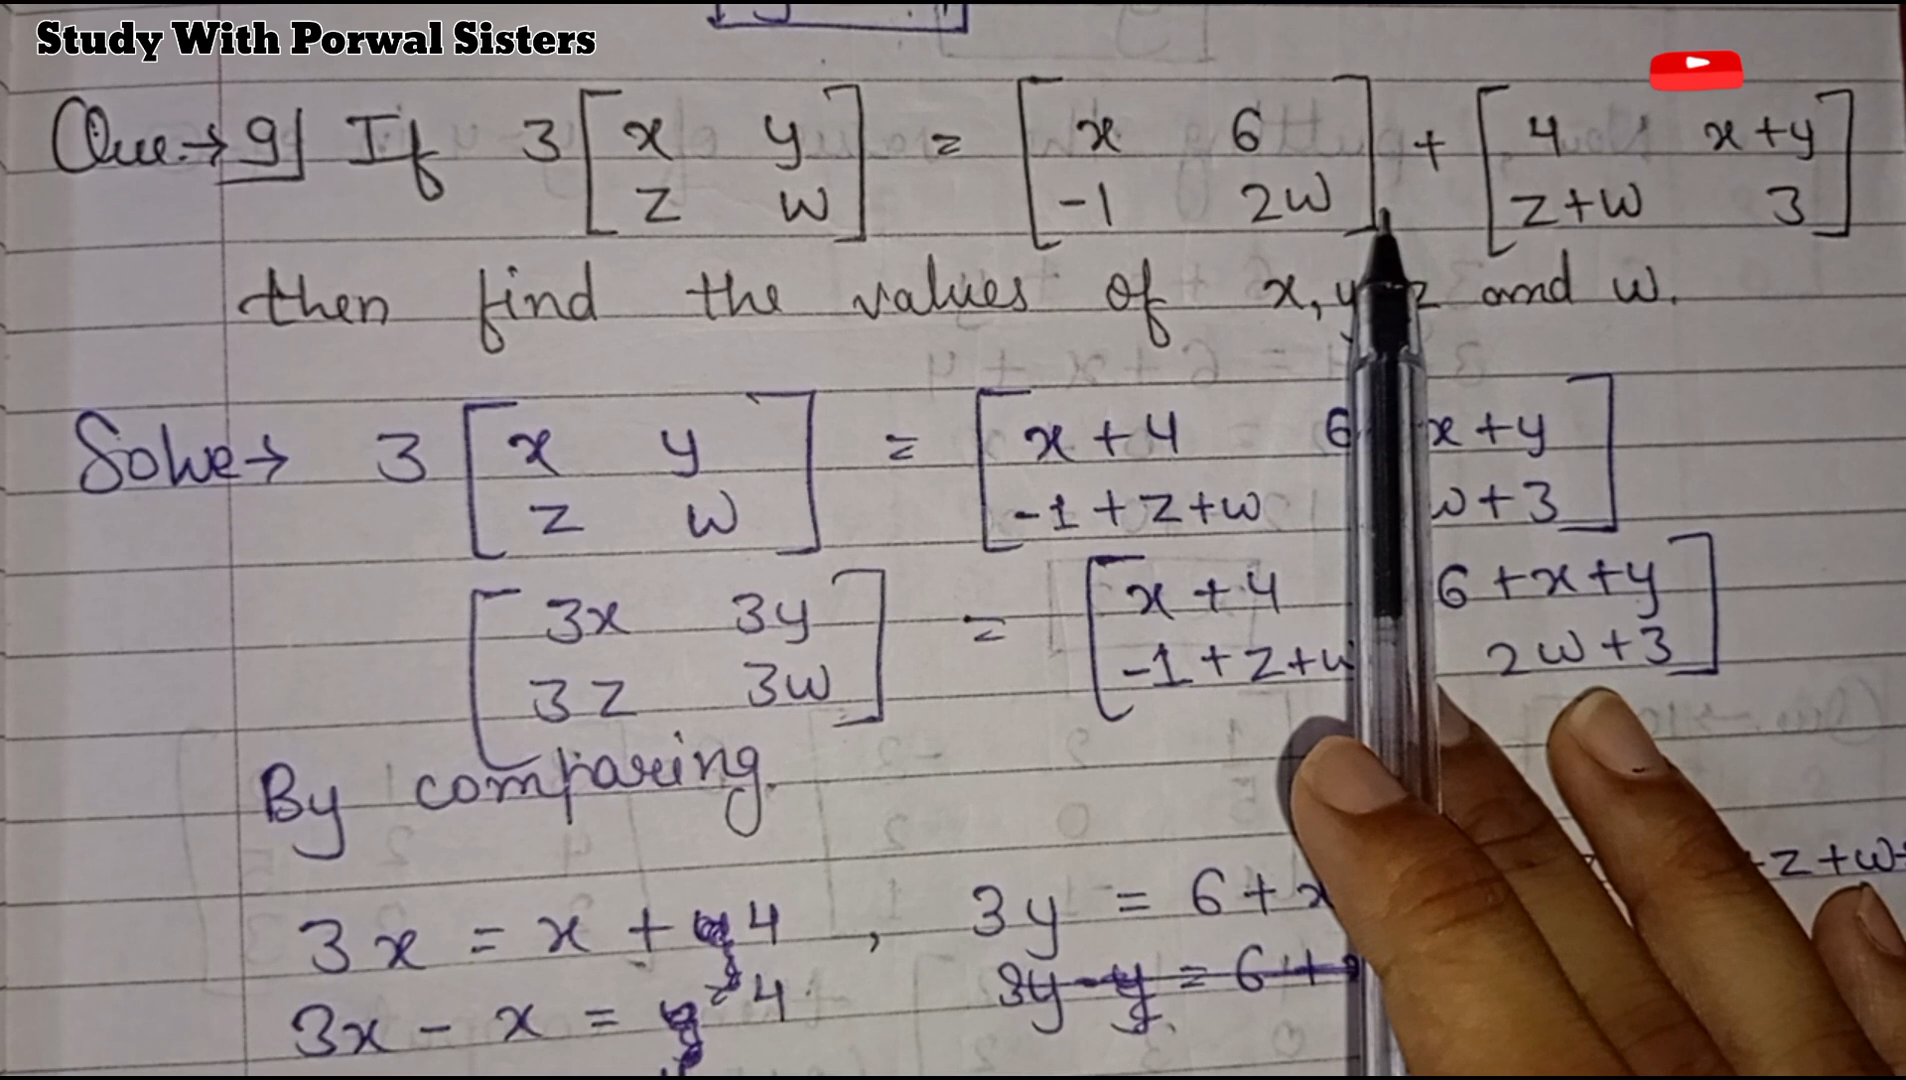 Study With Porwal Sisters
Que.→ 9| If 3 [x y] = [x 6] + [4 x+y]
[z w] [-1 2w] [z+w 3]
then find the values of x, y z and w.
Solve→ 3 [x y] = [x+4 6 x+y]
[z w] [-1+z+w w+3]
[3x 3y] = [x+4 6+x+y]
[3z 3w] [-1+z+w 2w+3]
By comparing.
3x = x + 4 , 3y = 6+x -z+w+
3x - x = 4 3y-y = 6+